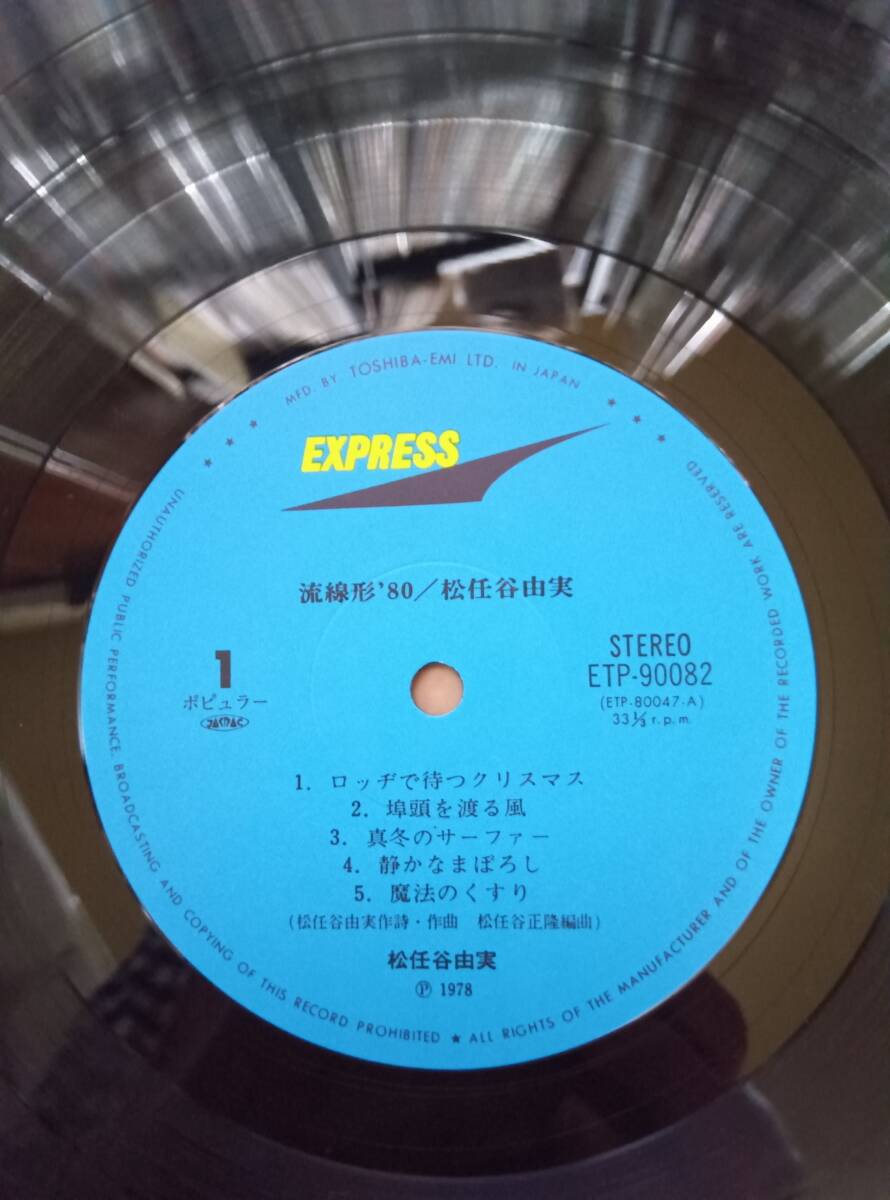 MFD. BY TOSHIBA-EMI LTD. IN JAPAN
★ ★ ★
★ ★ ★
EXPRESS
流線形'80/松任谷由実
1
ポピュラー
JASRAC
STEREO
ETP-90082
(ETP-80047-A)
33⅓ r.p.m.
1. ロッヂで待つクリスマス
2. 埠頭を渡る風
3. 真冬のサーファー
4. 静かなまぼろし
5. 魔法のくすり
(松任谷由実作詩・作曲 松任谷正隆編曲)
松任谷由実
Ⓟ 1978
UNAUTHORIZED PUBLIC PERFORMANCE, BROADCASTING AND COPYING OF THIS RECORD PROHIBITED ★ ALL RIGHTS OF THE MANUFACTURER AND OF THE OWNER OF THE RECORDED WORK ARE RESERVED